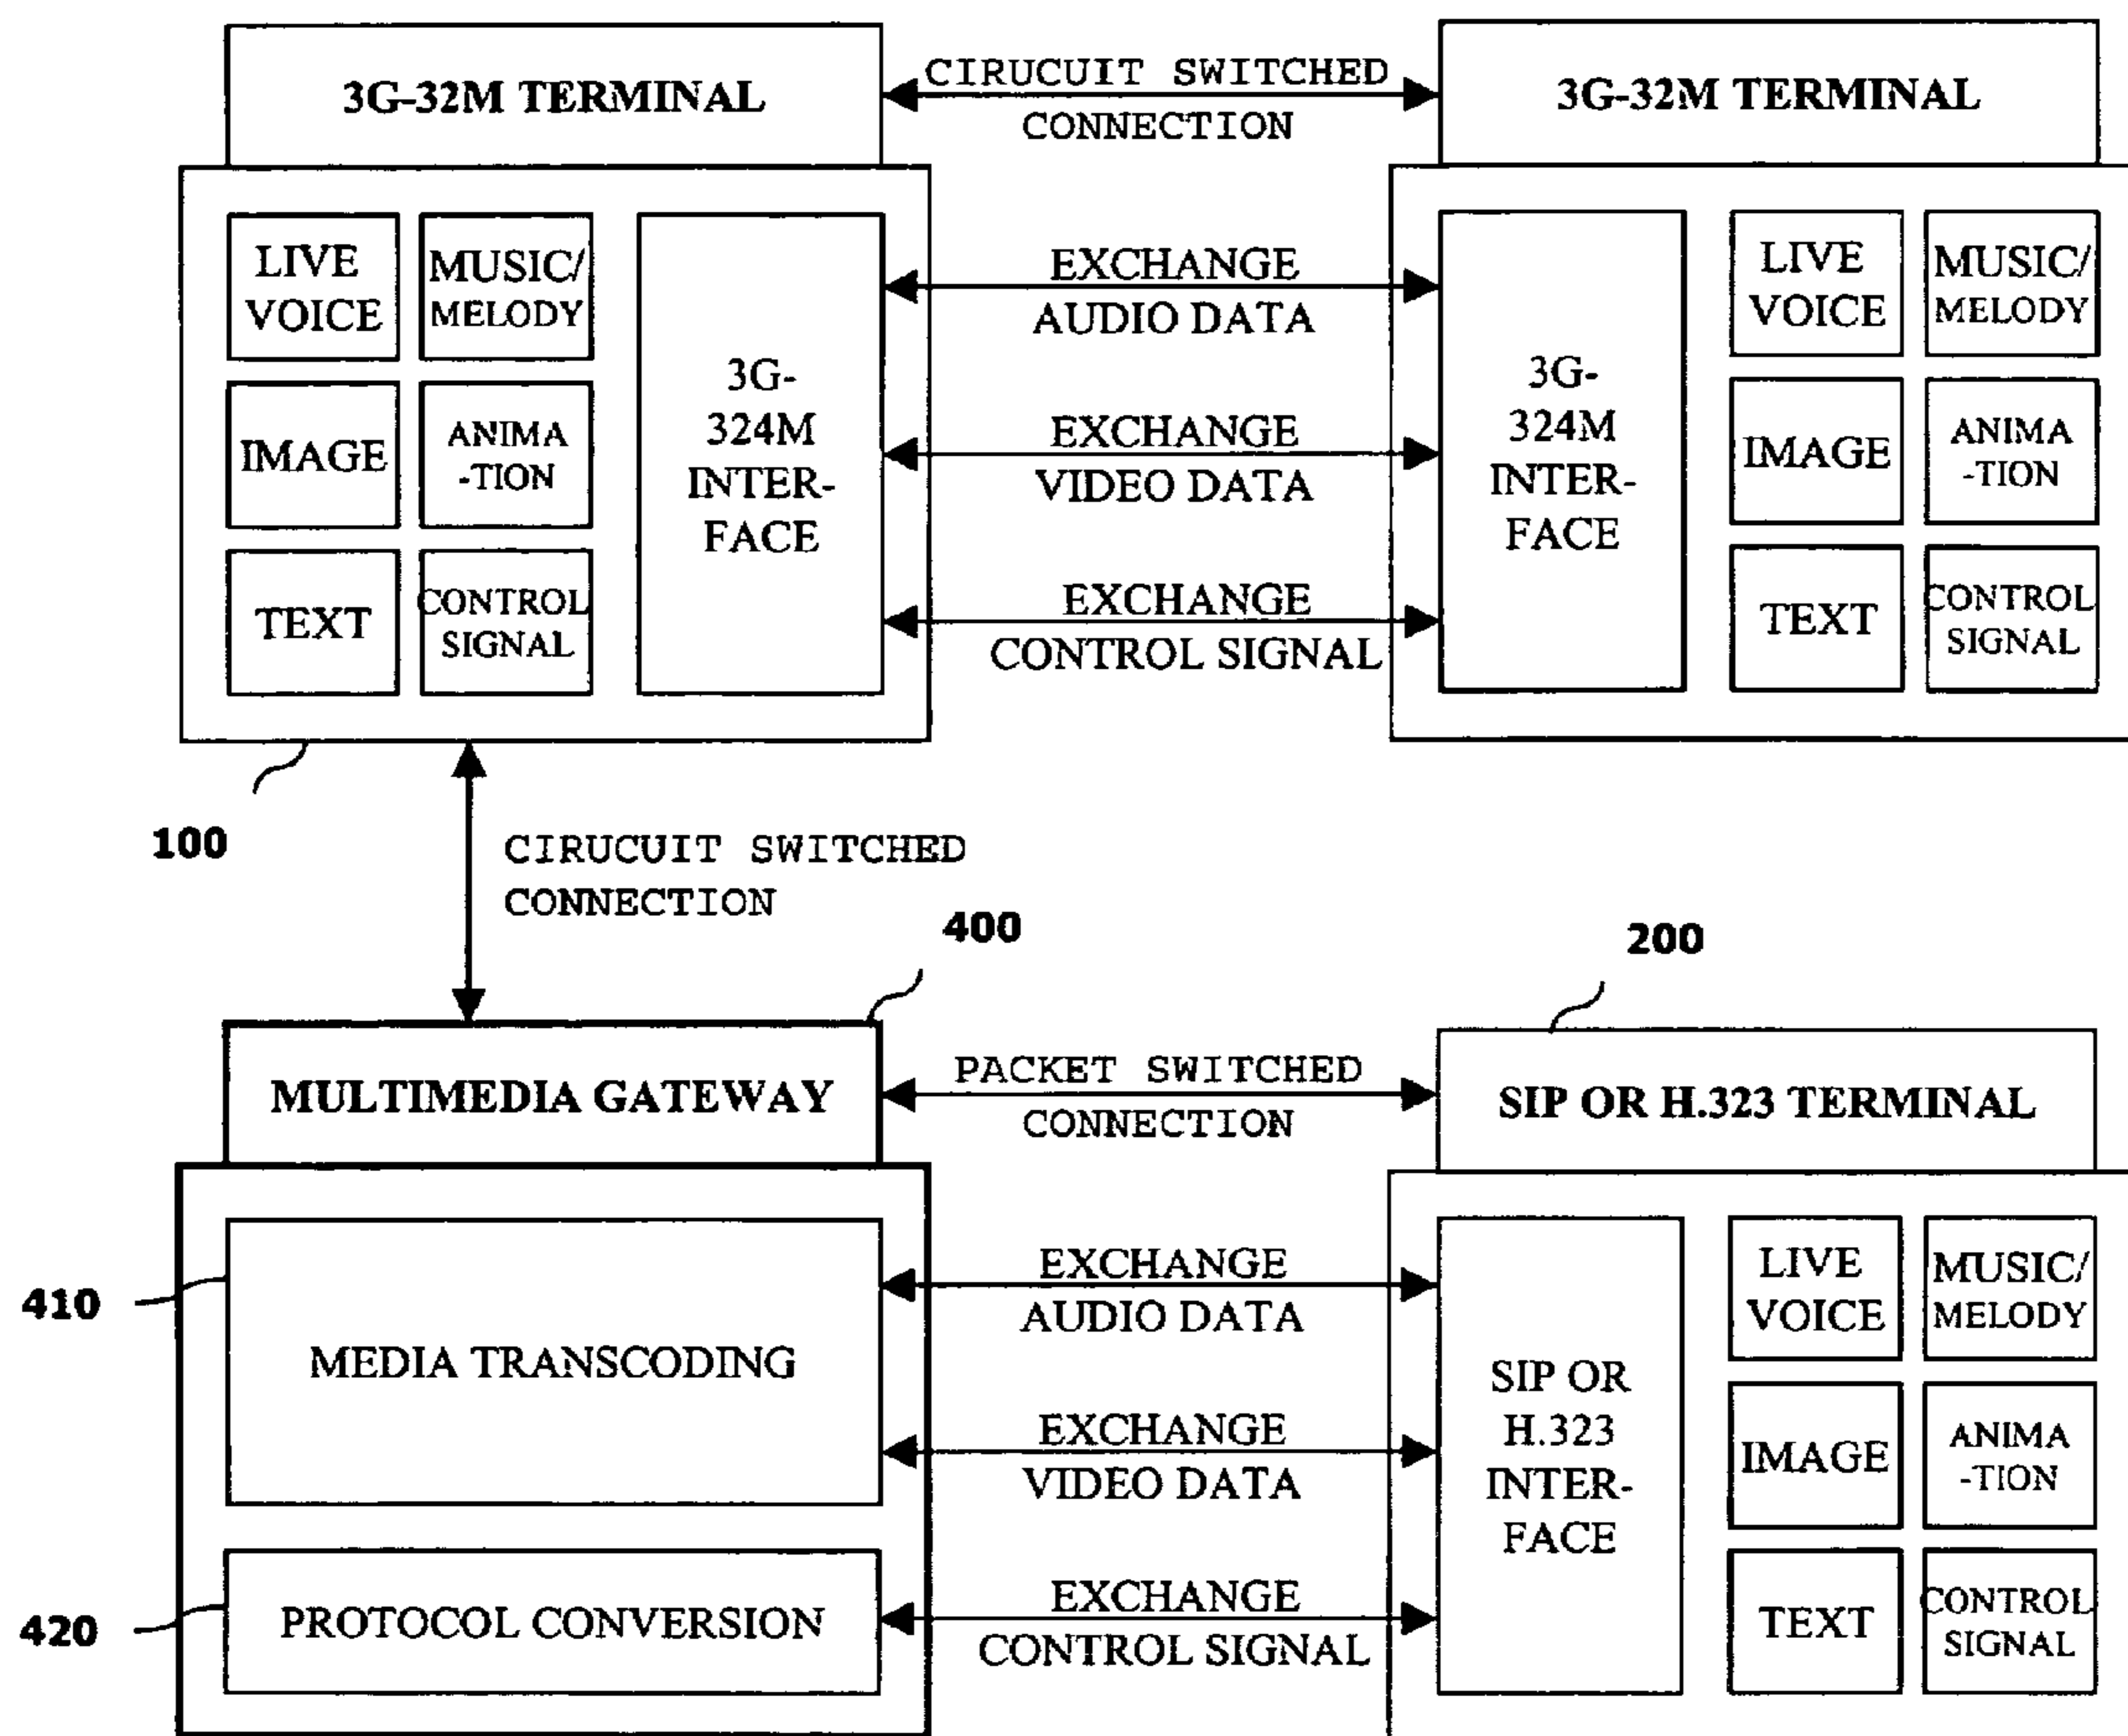 3G-32M TERMINAL
CIRUCUIT SWITCHED
CONNECTION
3G-32M TERMINAL
LIVE
VOICE
MUSIC/
MELODY
IMAGE
ANIMA
-TION
TEXT
CONTROL
SIGNAL
3G-
324M
INTER-
FACE
EXCHANGE
AUDIO DATA
EXCHANGE
VIDEO DATA
EXCHANGE
CONTROL SIGNAL
3G-
324M
INTER-
FACE
LIVE
VOICE
MUSIC/
MELODY
IMAGE
ANIMA
-TION
TEXT
CONTROL
SIGNAL
100
CIRUCUIT SWITCHED
CONNECTION
400
200
MULTIMEDIA GATEWAY
PACKET SWITCHED
CONNECTION
SIP OR H.323 TERMINAL
410
MEDIA TRANSCODING
420
PROTOCOL CONVERSION
EXCHANGE
AUDIO DATA
EXCHANGE
VIDEO DATA
EXCHANGE
CONTROL SIGNAL
SIP OR
H.323
INTER-
FACE
LIVE
VOICE
MUSIC/
MELODY
IMAGE
ANIMA
-TION
TEXT
CONTROL
SIGNAL